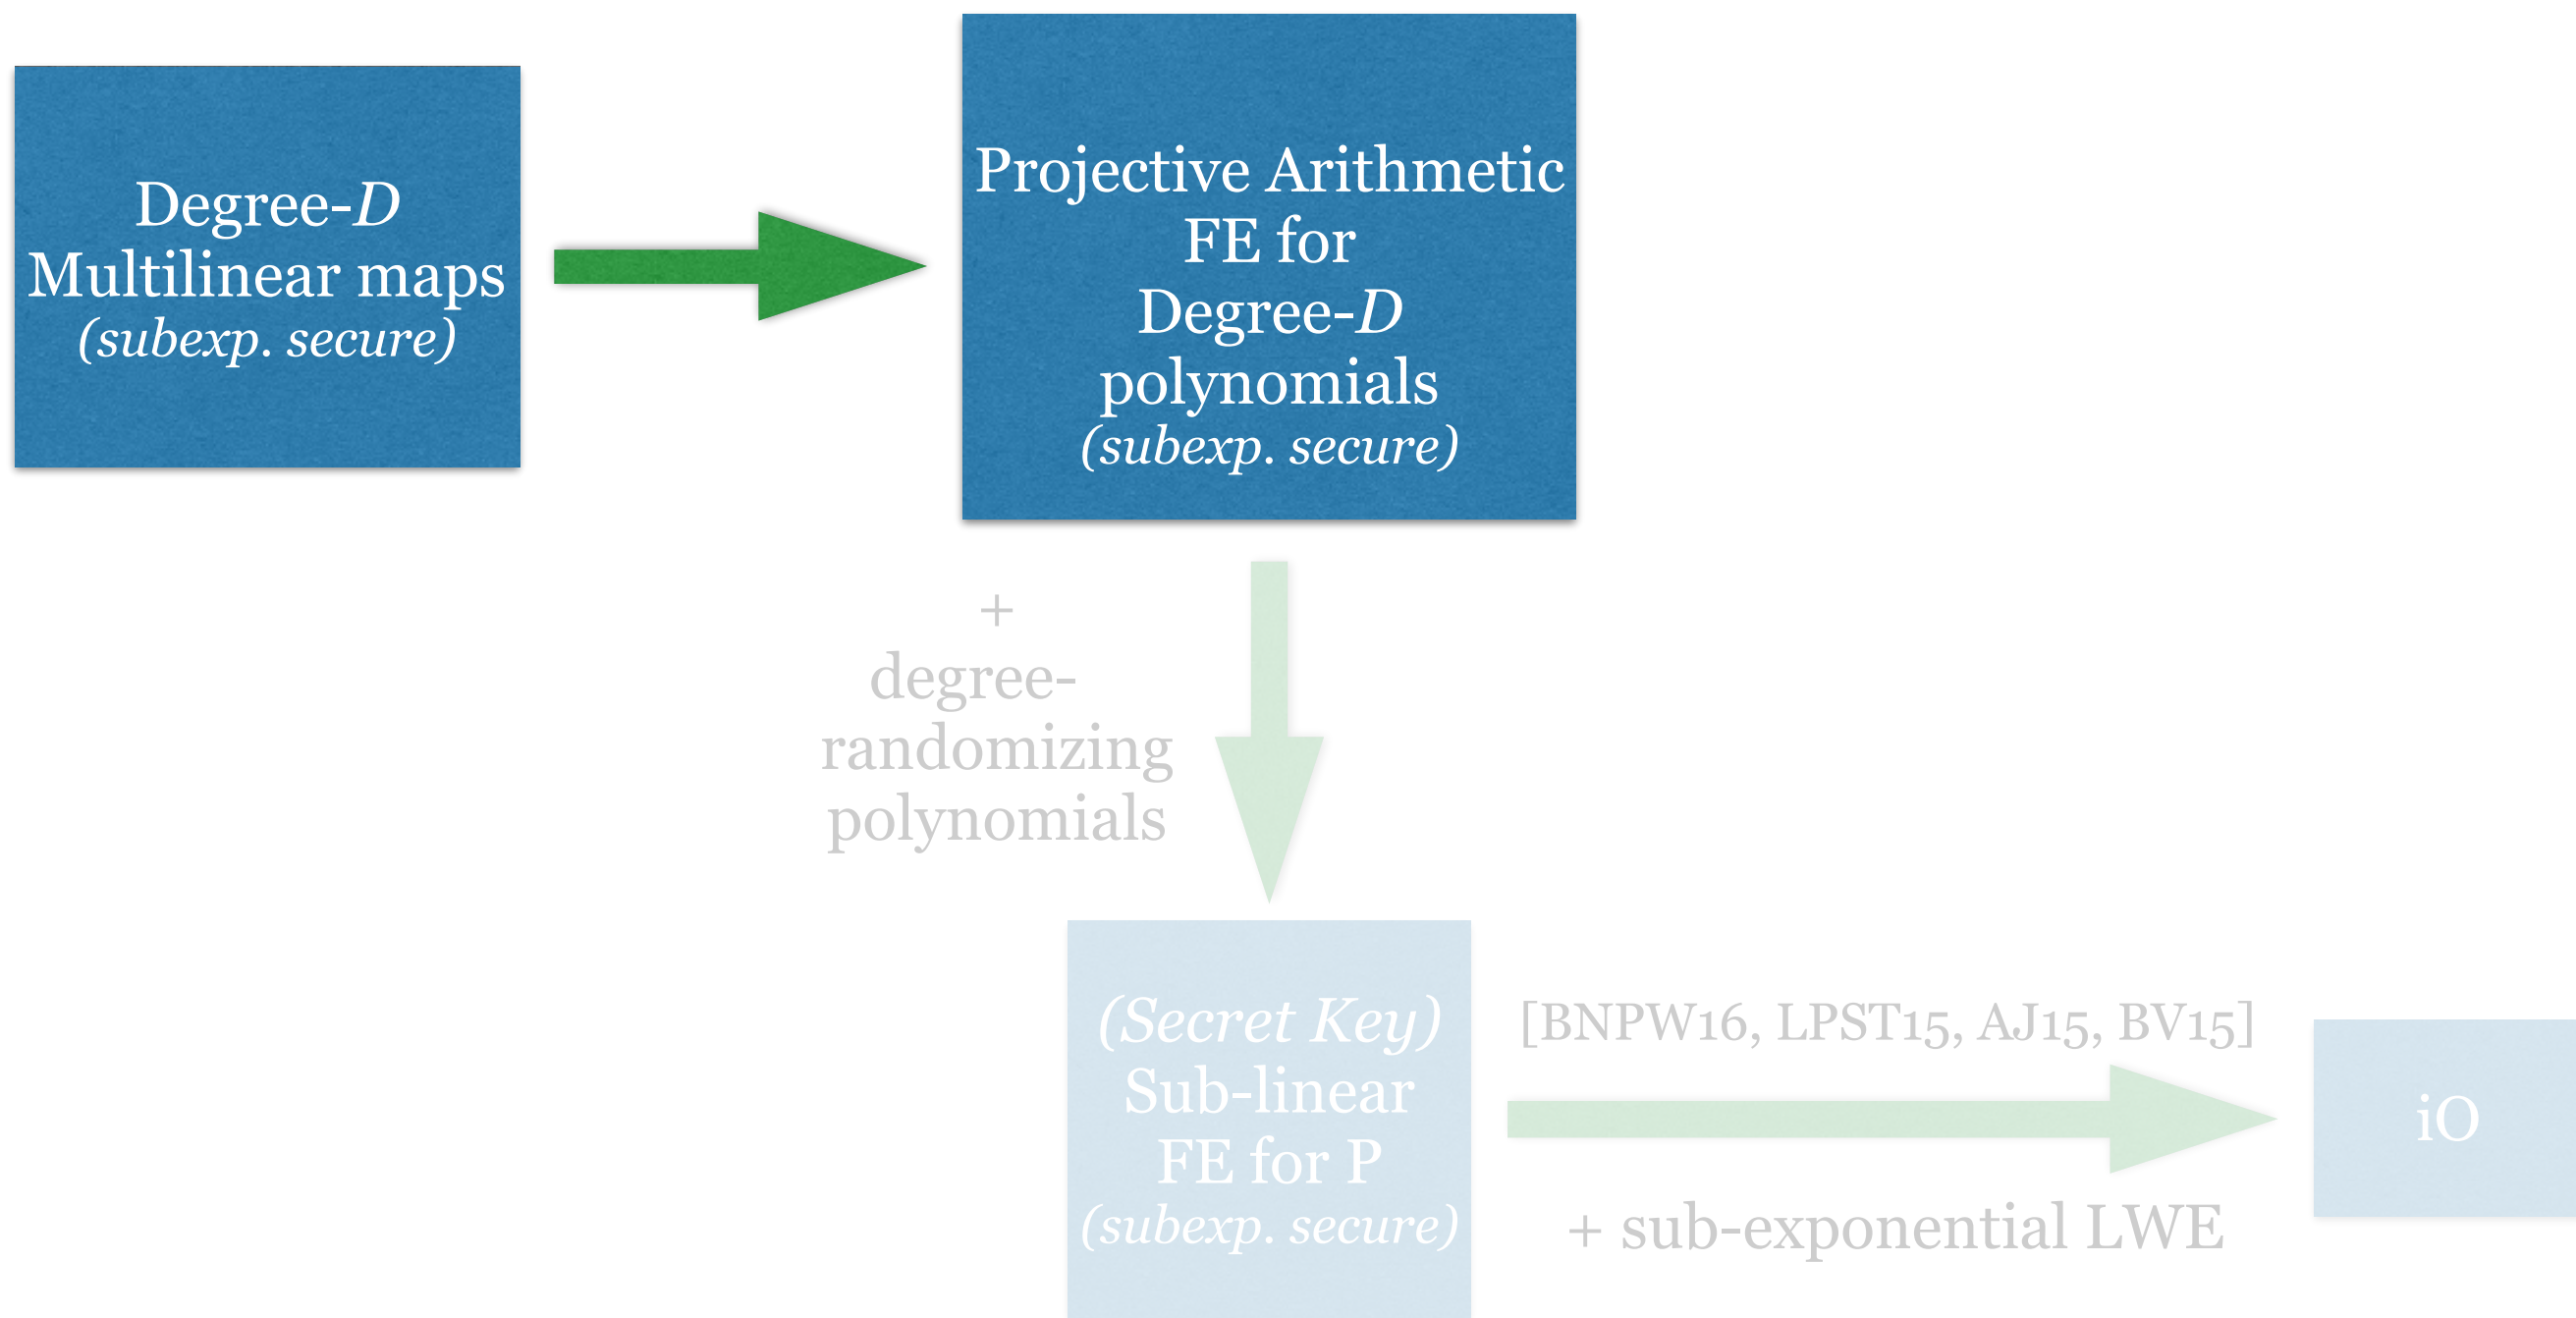 Degree-D
Multilinear maps
(subexp. secure)
Projective Arithmetic
FE for
Degree-D
polynomials
(subexp. secure)
+
degree-
randomizing
polynomials
(Secret Key)
Sub-linear
FE for P
(subexp. secure)
[BNPW16, LPST15, AJ15, BV15]
+ sub-exponential LWE
iO